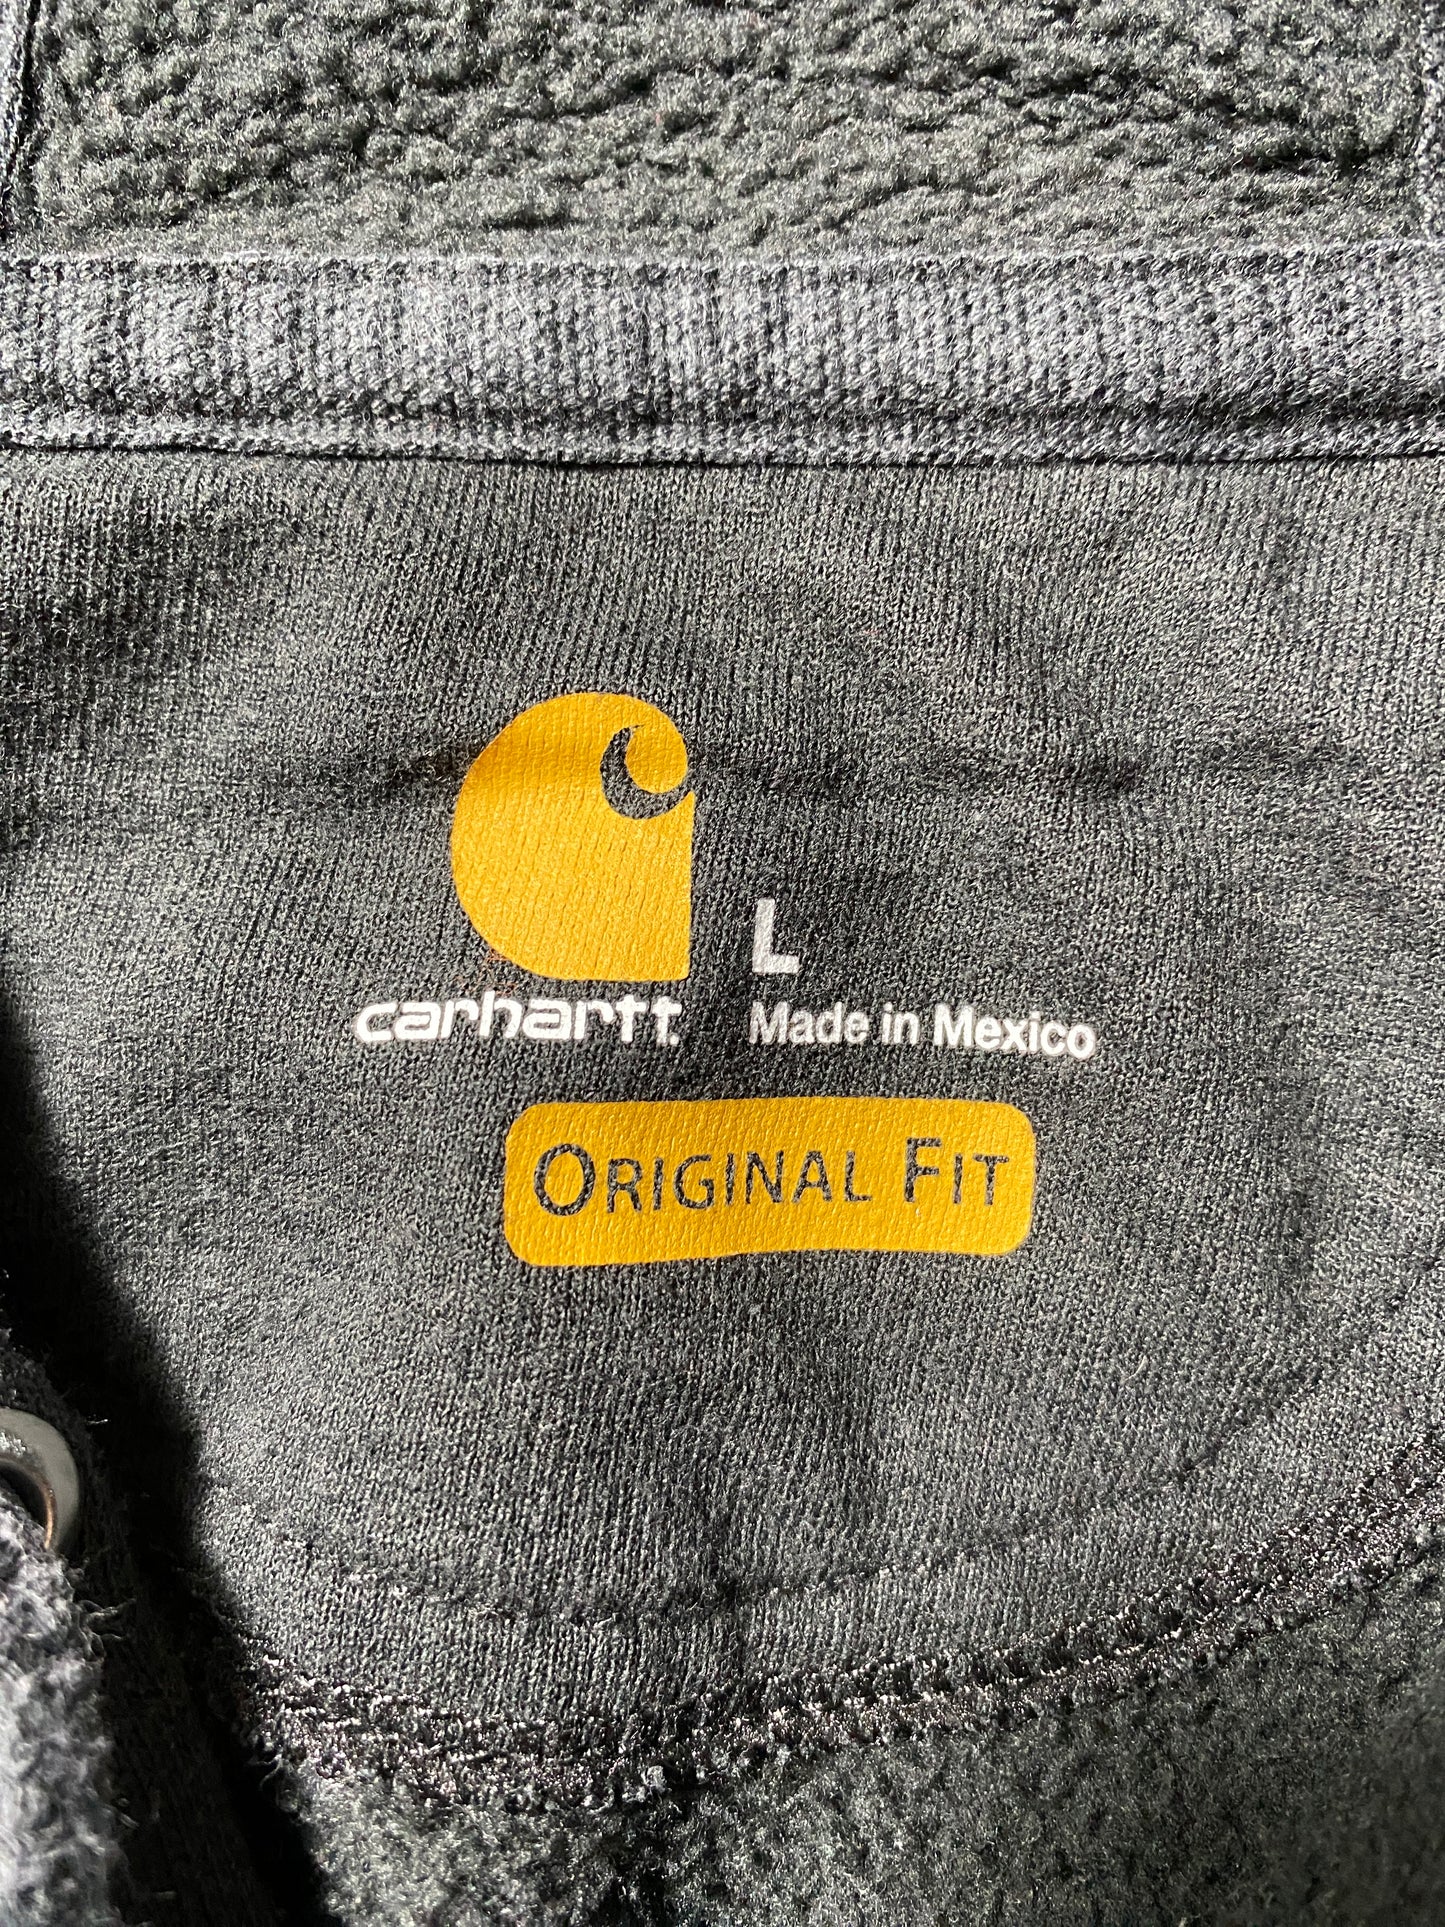 L
carhartt.
Made in Mexico
ORIGINAL FIT